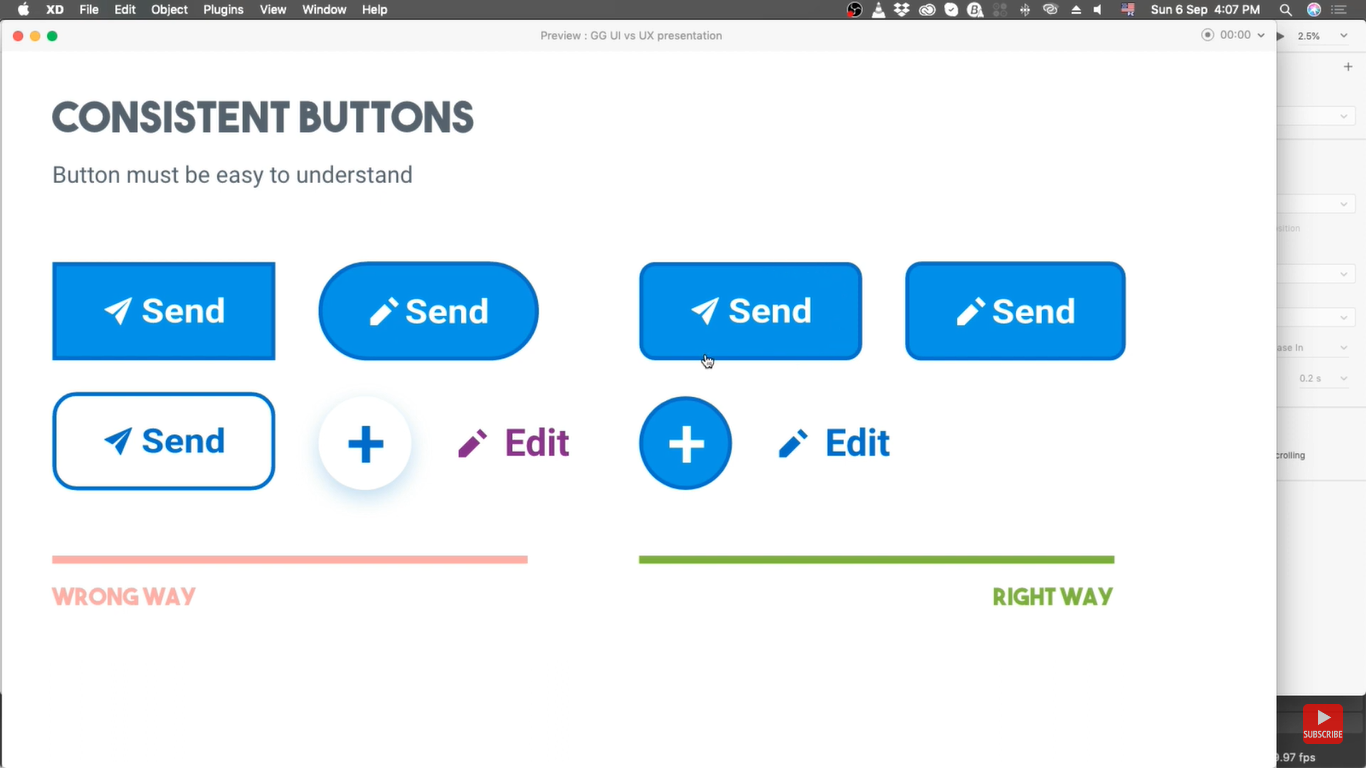 XD File Edit Object Plugins View Window Help Sun 6 Sep 4:07 PM
Preview : GG UI vs UX presentation 00:00 2.5%
CONSISTENT BUTTONS
Button must be easy to understand
Send Send Send Send
Send Edit Edit
WRONG WAY RIGHT WAY
sition
ase In
0.2 s
crolling
SUBSCRIBE
9.97 fps